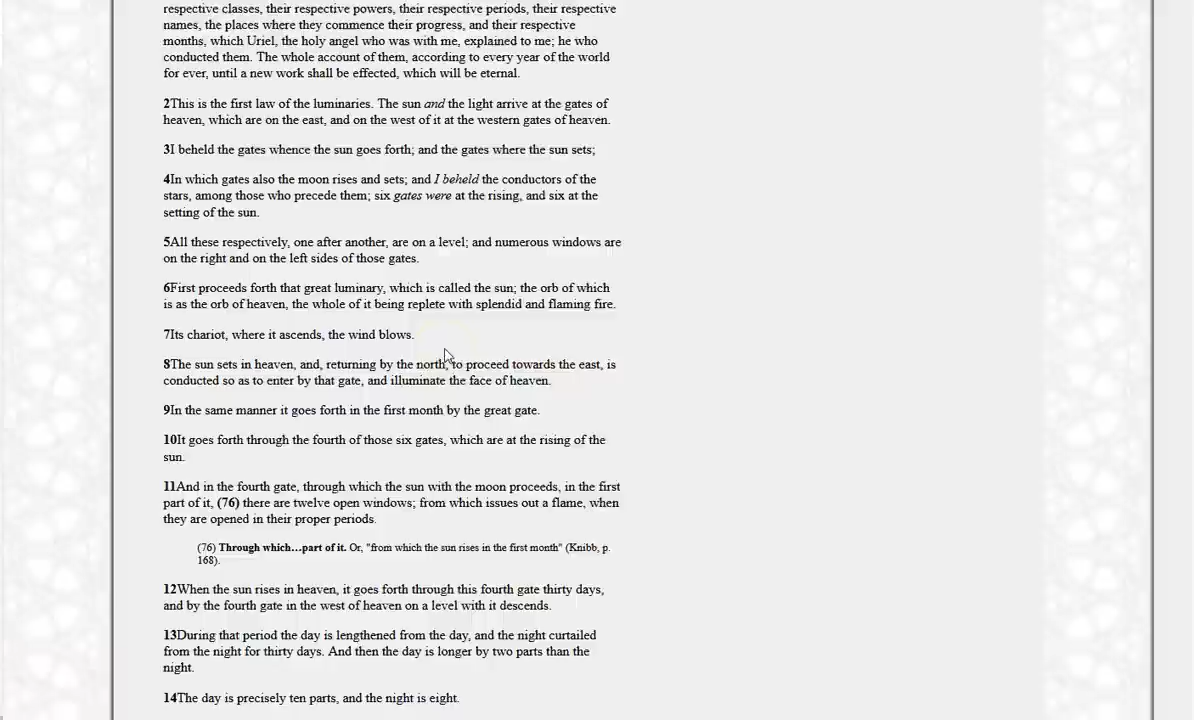 respective classes, their respective powers, their respective periods, their respective
names, the places where they commence their progress, and their respective
months, which Uriel, the holy angel who was with me, explained to me; he who
conducted them. The whole account of them, according to every year of the world
for ever, until a new work shall be effected, which will be eternal.
2This is the first law of the luminaries. The sun and the light arrive at the gates of
heaven, which are on the east, and on the west of it at the western gates of heaven.
3I beheld the gates whence the sun goes forth; and the gates where the sun sets;
4In which gates also the moon rises and sets; and I beheld the conductors of the
stars, among those who precede them; six gates were at the rising, and six at the
setting of the sun.
5All these respectively, one after another, are on a level; and numerous windows are
on the right and on the left sides of those gates.
6First proceeds forth that great luminary, which is called the sun; the orb of which
is as the orb of heaven, the whole of it being replete with splendid and flaming fire.
7Its chariot, where it ascends, the wind blows.
8The sun sets in heaven, and, returning by the north, to proceed towards the east, is
conducted so as to enter by that gate, and illuminate the face of heaven.
9In the same manner it goes forth in the first month by the great gate.
10It goes forth through the fourth of those six gates, which are at the rising of the
sun.
11And in the fourth gate, through which the sun with the moon proceeds, in the first
part of it, (76) there are twelve open windows; from which issues out a flame, when
they are opened in their proper periods.
(76) Through which...part of it. Or, "from which the sun rises in the first month" (Knibb, p.
168).
12When the sun rises in heaven, it goes forth through this fourth gate thirty days,
and by the fourth gate in the west of heaven on a level with it descends.
13During that period the day is lengthened from the day, and the night curtailed
from the night for thirty days. And then the day is longer by two parts than the
night.
14The day is precisely ten parts, and the night is eight.